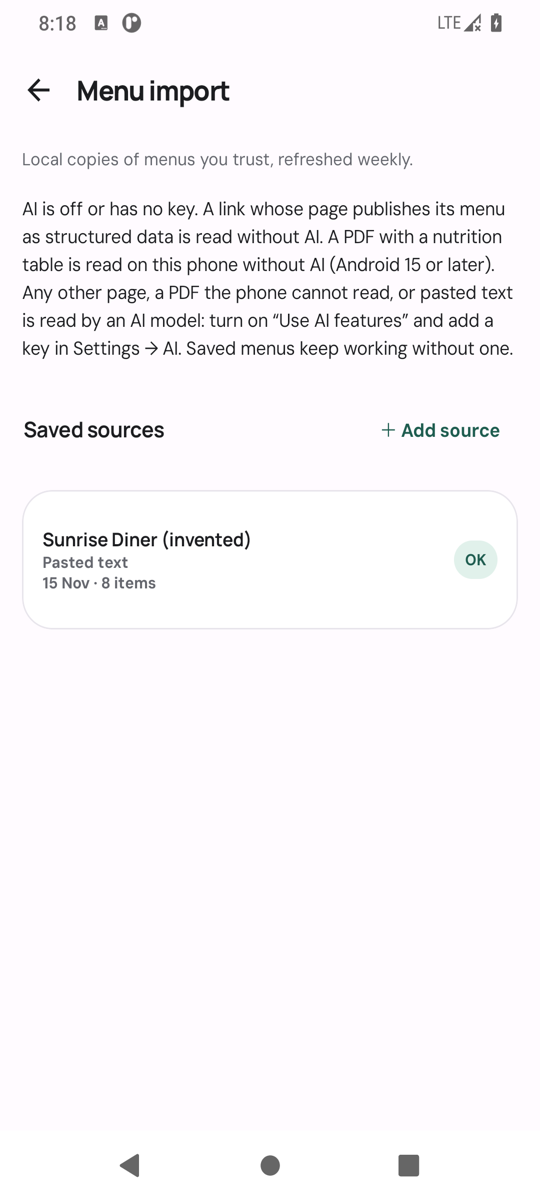 8:18
LTE
Menu import
Local copies of menus you trust, refreshed weekly.
AI is off or has no key. A link whose page publishes its menu
as structured data is read without AI. A PDF with a nutrition
table is read on this phone without AI (Android 15 or later).
Any other page, a PDF the phone cannot read, or pasted text
is read by an AI model: turn on “Use AI features” and add a
key in Settings → AI. Saved menus keep working without one.
Saved sources
+ Add source
Sunrise Diner (invented)
Pasted text
15 Nov · 8 items
OK